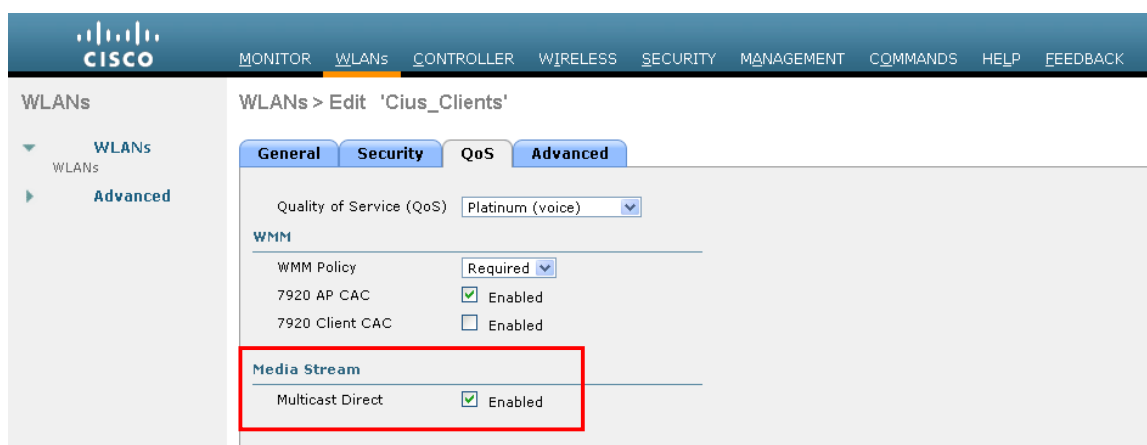 CISCO
MONITOR WLANs CONTROLLER WIRELESS SECURITY MANAGEMENT COMMANDS HELP FEEDBACK
WLANs
WLANs
WLANs
Advanced
WLANs > Edit 'Cius_Clients'
General Security QoS Advanced
Quality of Service (QoS) Platinum (voice)
WMM
WMM Policy Required
7920 AP CAC Enabled
7920 Client CAC Enabled
Media Stream
Multicast Direct Enabled